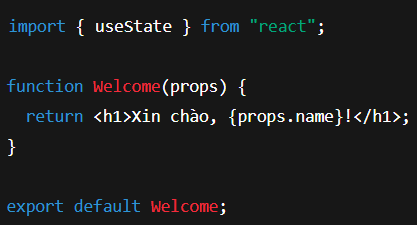 import { useState } from "react";
function Welcome(props) {
return <h1>Xin chào, {props.name}!</h1>;
}
export default Welcome;